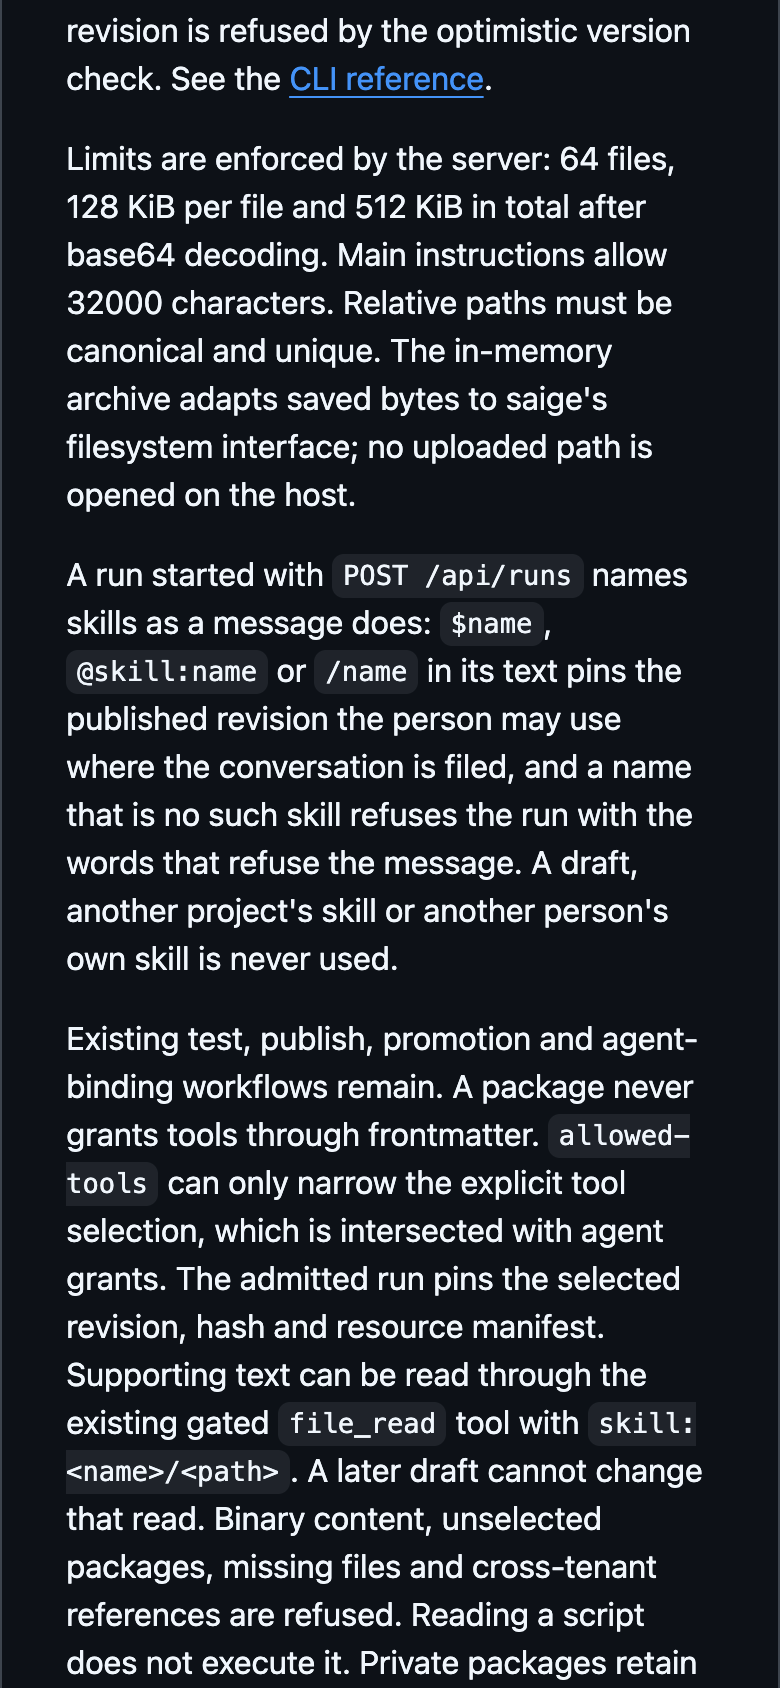 revision is refused by the optimistic version
check. See the CLI reference.
Limits are enforced by the server: 64 files,
128 KiB per file and 512 KiB in total after
base64 decoding. Main instructions allow
32000 characters. Relative paths must be
canonical and unique. The in-memory
archive adapts saved bytes to saige's
filesystem interface; no uploaded path is
opened on the host.
A run started with POST /api/runs names
skills as a message does: $name,
@skill:name or /name in its text pins the
published revision the person may use
where the conversation is filed, and a name
that is no such skill refuses the run with the
words that refuse the message. A draft,
another project's skill or another person's
own skill is never used.
Existing test, publish, promotion and agent-
binding workflows remain. A package never
grants tools through frontmatter. allowed-
tools can only narrow the explicit tool
selection, which is intersected with agent
grants. The admitted run pins the selected
revision, hash and resource manifest.
Supporting text can be read through the
existing gated file_read tool with skill:
<name>/<path>. A later draft cannot change
that read. Binary content, unselected
packages, missing files and cross-tenant
references are refused. Reading a script
does not execute it. Private packages retain